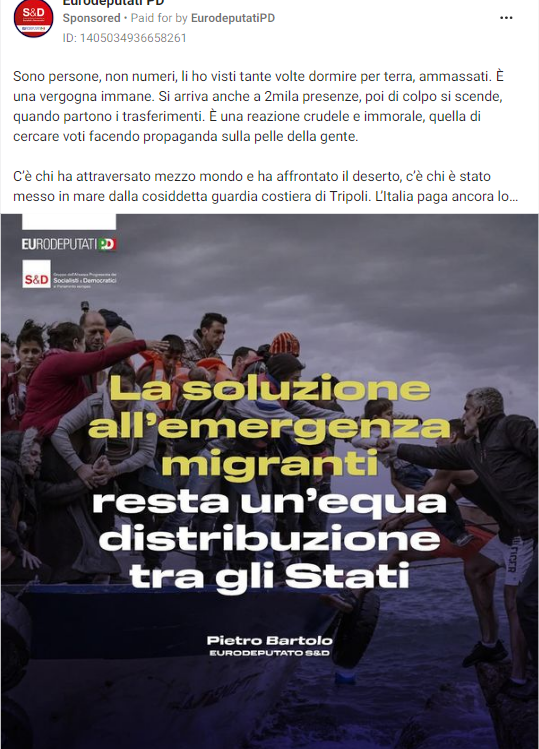 Eurodeputati PD
Sponsored • Paid for by EurodeputatiPD
ID: 1405034936658261
S&D
Sono persone, non numeri, li ho visti tante volte dormire per terra, ammassati. È
una vergogna immane. Si arriva anche a 2mila presenze, poi di colpo si scende,
quando partono i trasferimenti. È una reazione crudele e immorale, quella di
cercare voti facendo propaganda sulla pelle della gente.
C'è chi ha attraversato mezzo mondo e ha affrontato il deserto, c'è chi è stato
messo in mare dalla cosiddetta guardia costiera di Tripoli. L'Italia paga ancora lo…
EURODEPUTATI PD
S&D
Gruppo dell'Alleanza Progressista dei
Socialisti e Democratici
al Parlamento europeo
La soluzione
all'emergenza
migranti
resta un'equa
distribuzione
tra gli Stati
Pietro Bartolo
EURODEPUTATO S&D